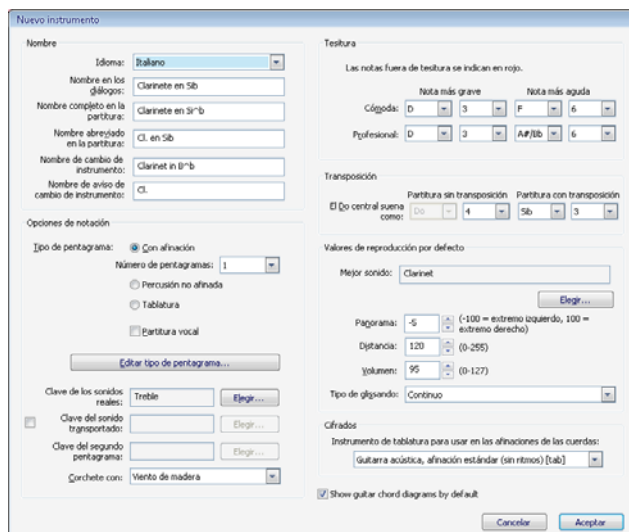 Nuevo instrumento
Nombre
Idioma: Italiano
Nombre en los
diálogos: Clarinete en Sib
Nombre completo en la
partitura: Clarinete en Si^b
Nombre abreviado
en la partitura: Cl. en Sib
Nombre de cambio de
instrumento: Clarinet in B^b
Nombre de aviso de
cambio de instrumento: Cl.
Opciones de notación
Tipo de pentagrama: Con afinación
Número de pentagramas: 1
Percusión no afinada
Tablatura
Partitura vocal
Editar tipo de pentagrama...
Clave de los sonidos
reales: Treble Elegir...
Clave del sonido
transportado: Elegir...
Clave del segundo
pentagrama: Elegir...
Corchete con: Viento de madera
Tesitura
Las notas fuera de tesitura se indican en rojo.
Nota más grave Nota más aguda
Cómoda: D 3 F 6
Profesional: D 3 A#/Bb 6
Transposición
Partitura sin transposición Partitura con transposición
El Do central suena
como: Do 4 Sib 3
Valores de reproducción por defecto
Mejor sonido: Clarinet
Elegir...
Panorama: -5 (-100 = extremo izquierdo, 100 =
extremo derecho)
Distancia: 120 (0-255)
Volumen: 95 (0-127)
Tipo de glisando: Continuo
Cifrados
Instrumento de tablatura para usar en las afinaciones de las cuerdas:
Guitarra acústica, afinación estándar (sin ritmos) [tab]
Show guitar chord diagrams by default
Cancelar Aceptar